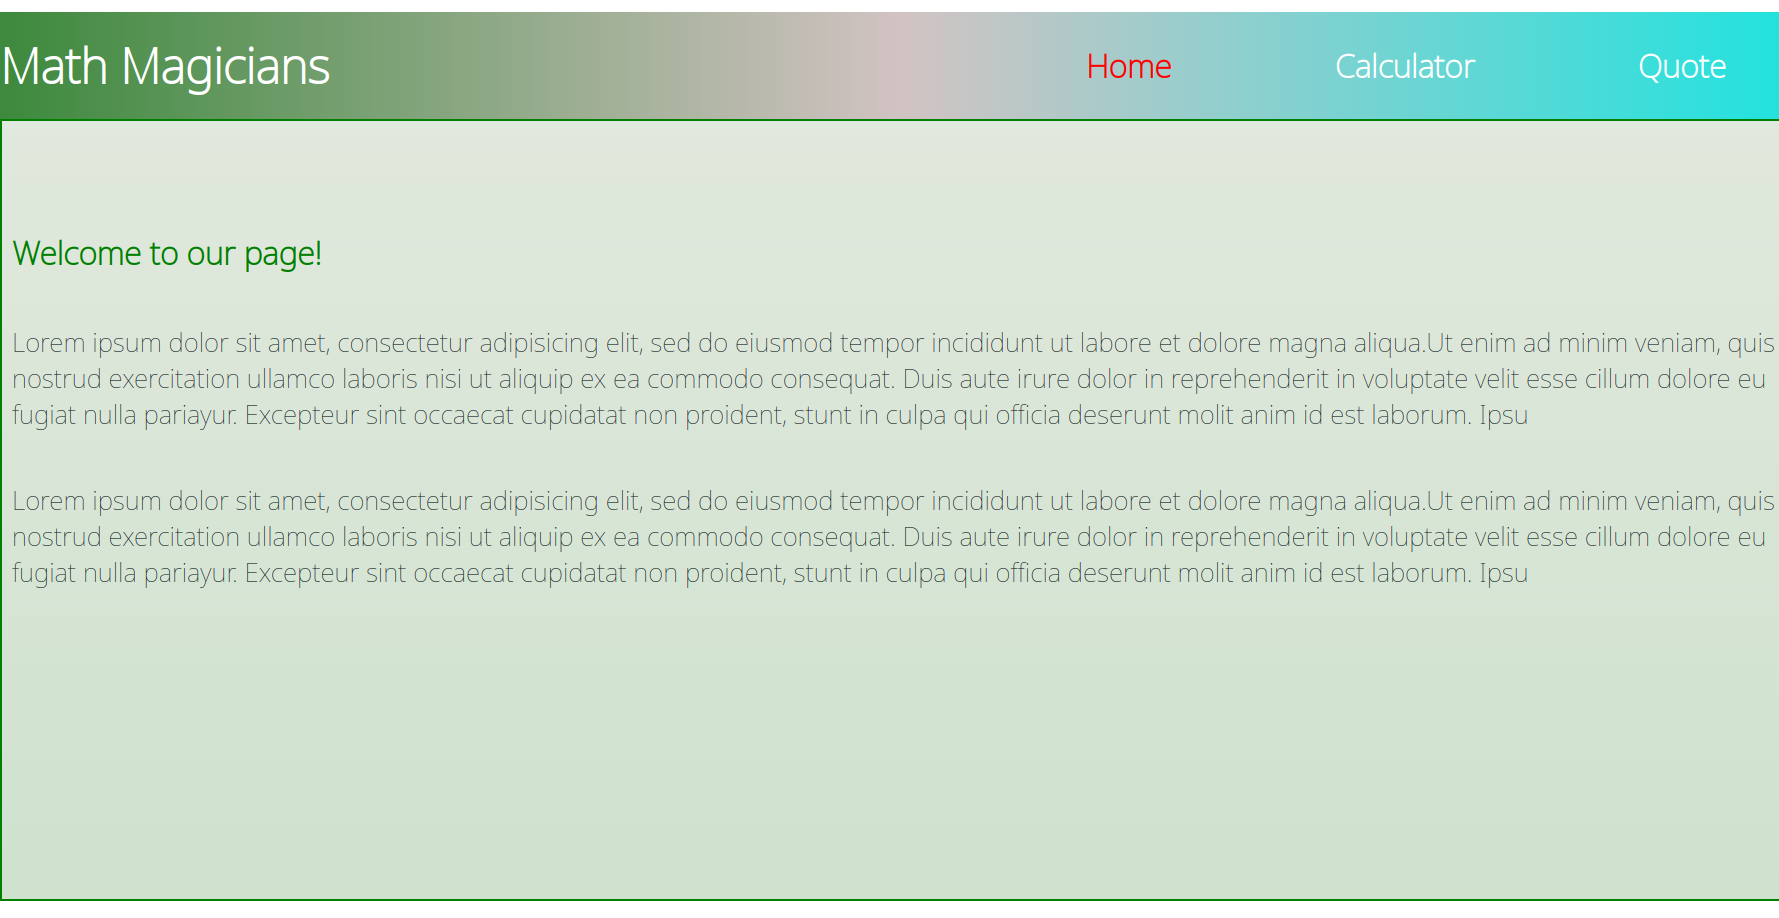 Math Magicians
Home
Calculator
Quote
Welcome to our page!
Lorem ipsum dolor sit amet, consectetur adipisicing elit, sed do eiusmod tempor incididunt ut labore et dolore magna aliqua.Ut enim ad minim veniam, quis
nostrud exercitation ullamco laboris nisi ut aliquip ex ea commodo consequat. Duis aute irure dolor in reprehenderit in voluptate velit esse cillum dolore eu
fugiat nulla pariayur. Excepteur sint occaecat cupidatat non proident, stunt in culpa qui officia deserunt molit anim id est laborum. Ipsu
Lorem ipsum dolor sit amet, consectetur adipisicing elit, sed do eiusmod tempor incididunt ut labore et dolore magna aliqua.Ut enim ad minim veniam, quis
nostrud exercitation ullamco laboris nisi ut aliquip ex ea commodo consequat. Duis aute irure dolor in reprehenderit in voluptate velit esse cillum dolore eu
fugiat nulla pariayur. Excepteur sint occaecat cupidatat non proident, stunt in culpa qui officia deserunt molit anim id est laborum. Ipsu